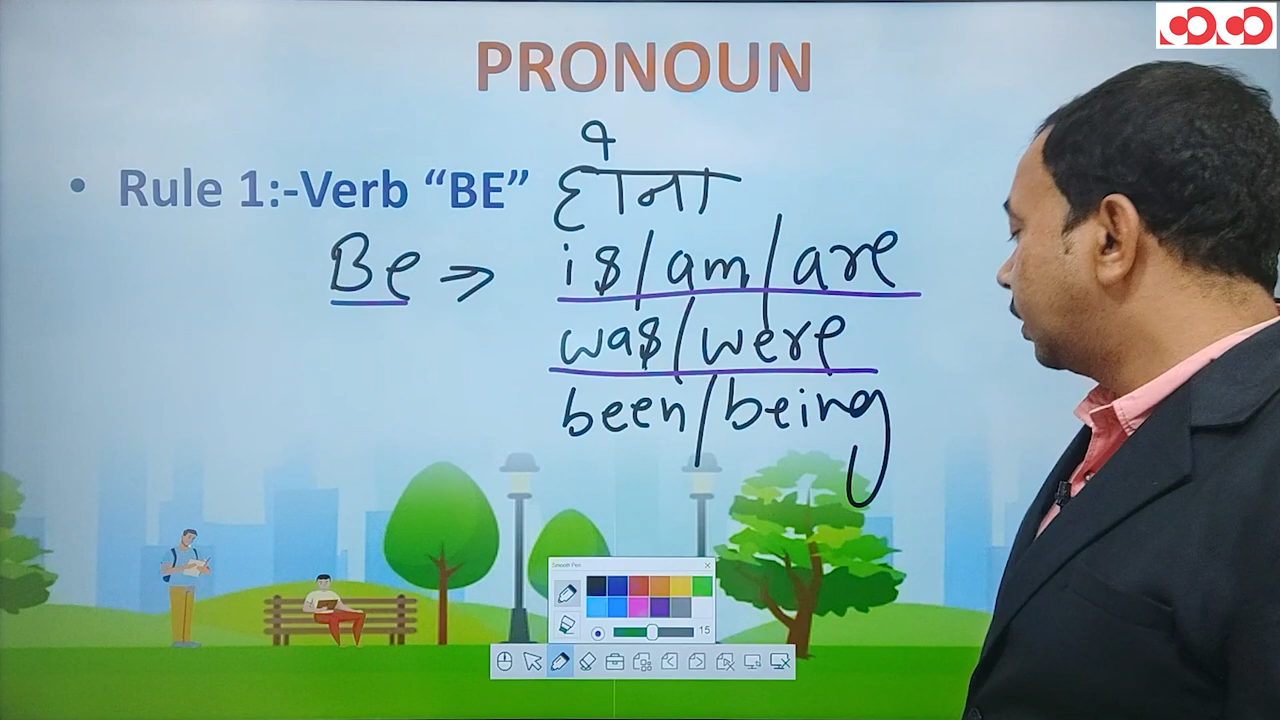 PRONOUN
• Rule 1:-Verb “BE” होना
Be ⇒ is/am/are
was/were
been/being
Smooth Pen
15